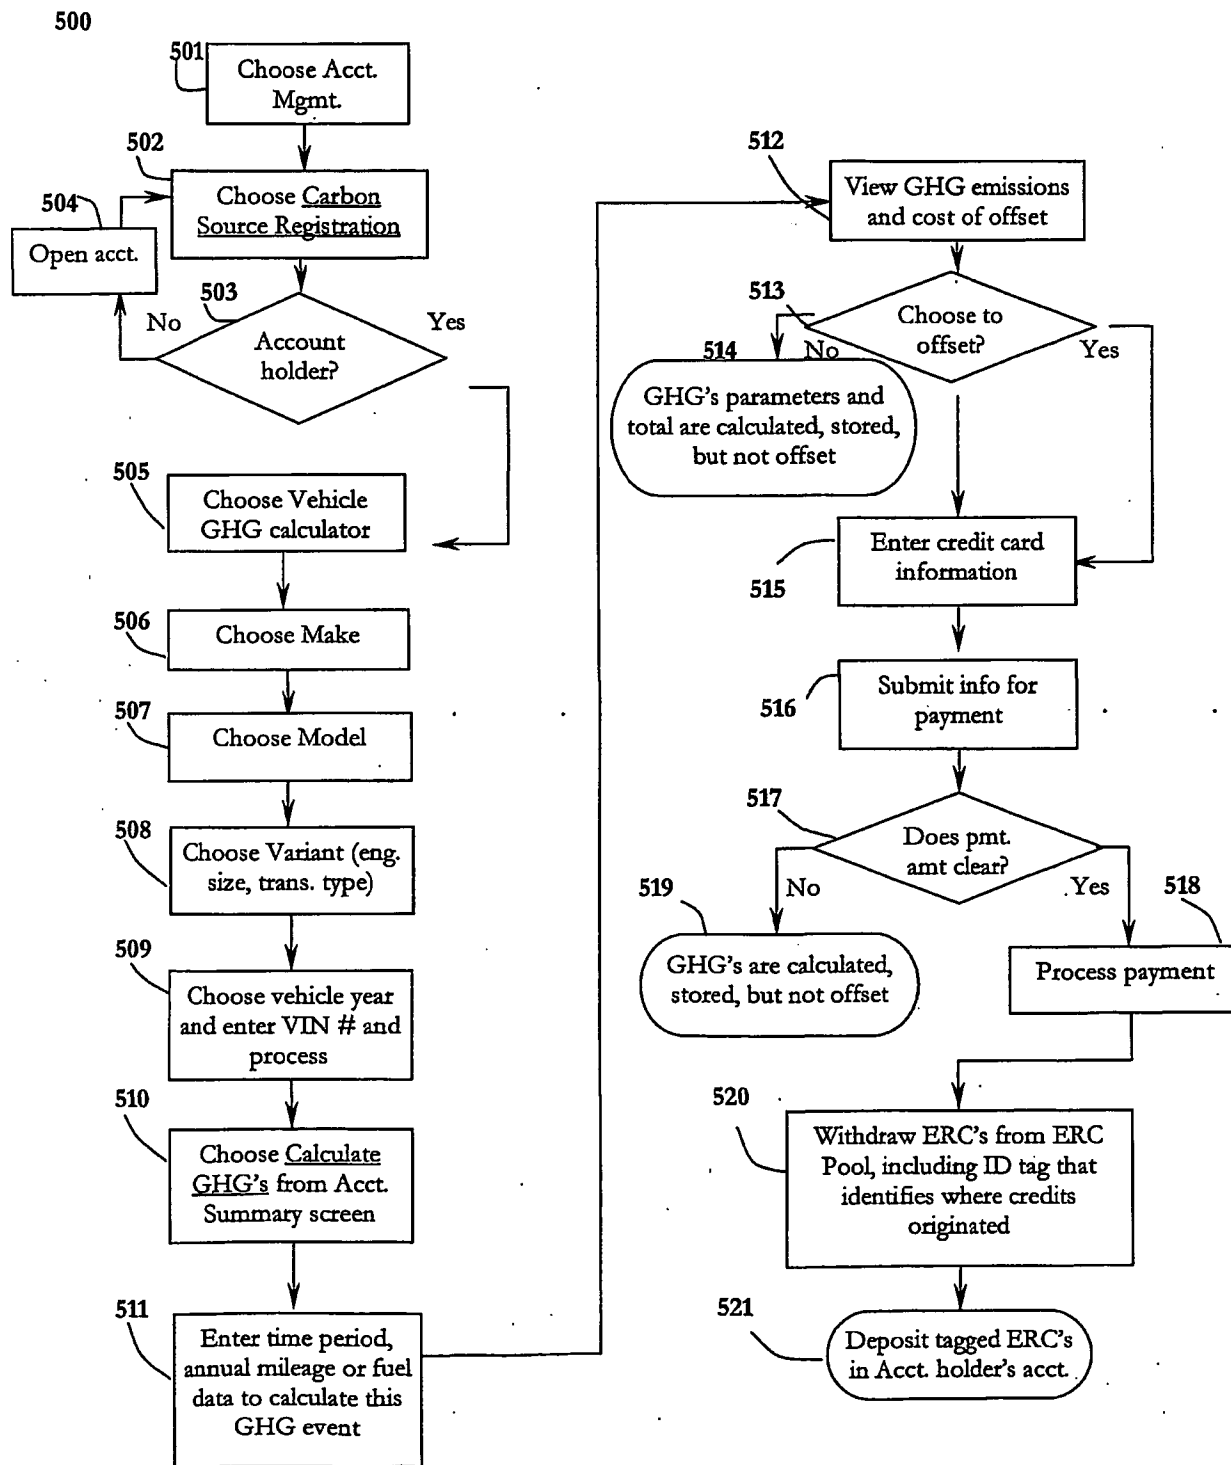 500
501
Choose Acct.
Mgmt.
502
Choose Carbon
Source Registration
504
Open acct.
503
No
Yes
Account
holder?
505
Choose Vehicle
GHG calculator
506
Choose Make
507
Choose Model
508
Choose Variant (eng.
size, trans. type)
509
Choose vehicle year
and enter VIN # and
process
510
Choose Calculate
GHG's from Acct.
Summary screen
511
Enter time period,
annual mileage or fuel
data to calculate this
GHG event
512
View GHG emissions
and cost of offset
513
Choose to
offset?
No
Yes
514
GHG's parameters and
total are calculated, stored,
but not offset
515
Enter credit card
information
516
Submit info for
payment
517
Does pmt.
amt clear?
No
Yes
519
GHG's are calculated,
stored, but not offset
518
Process payment
520
Withdraw ERC's from ERC
Pool, including ID tag that
identifies where credits
originated
521
Deposit tagged ERC's
in Acct. holder's acct.